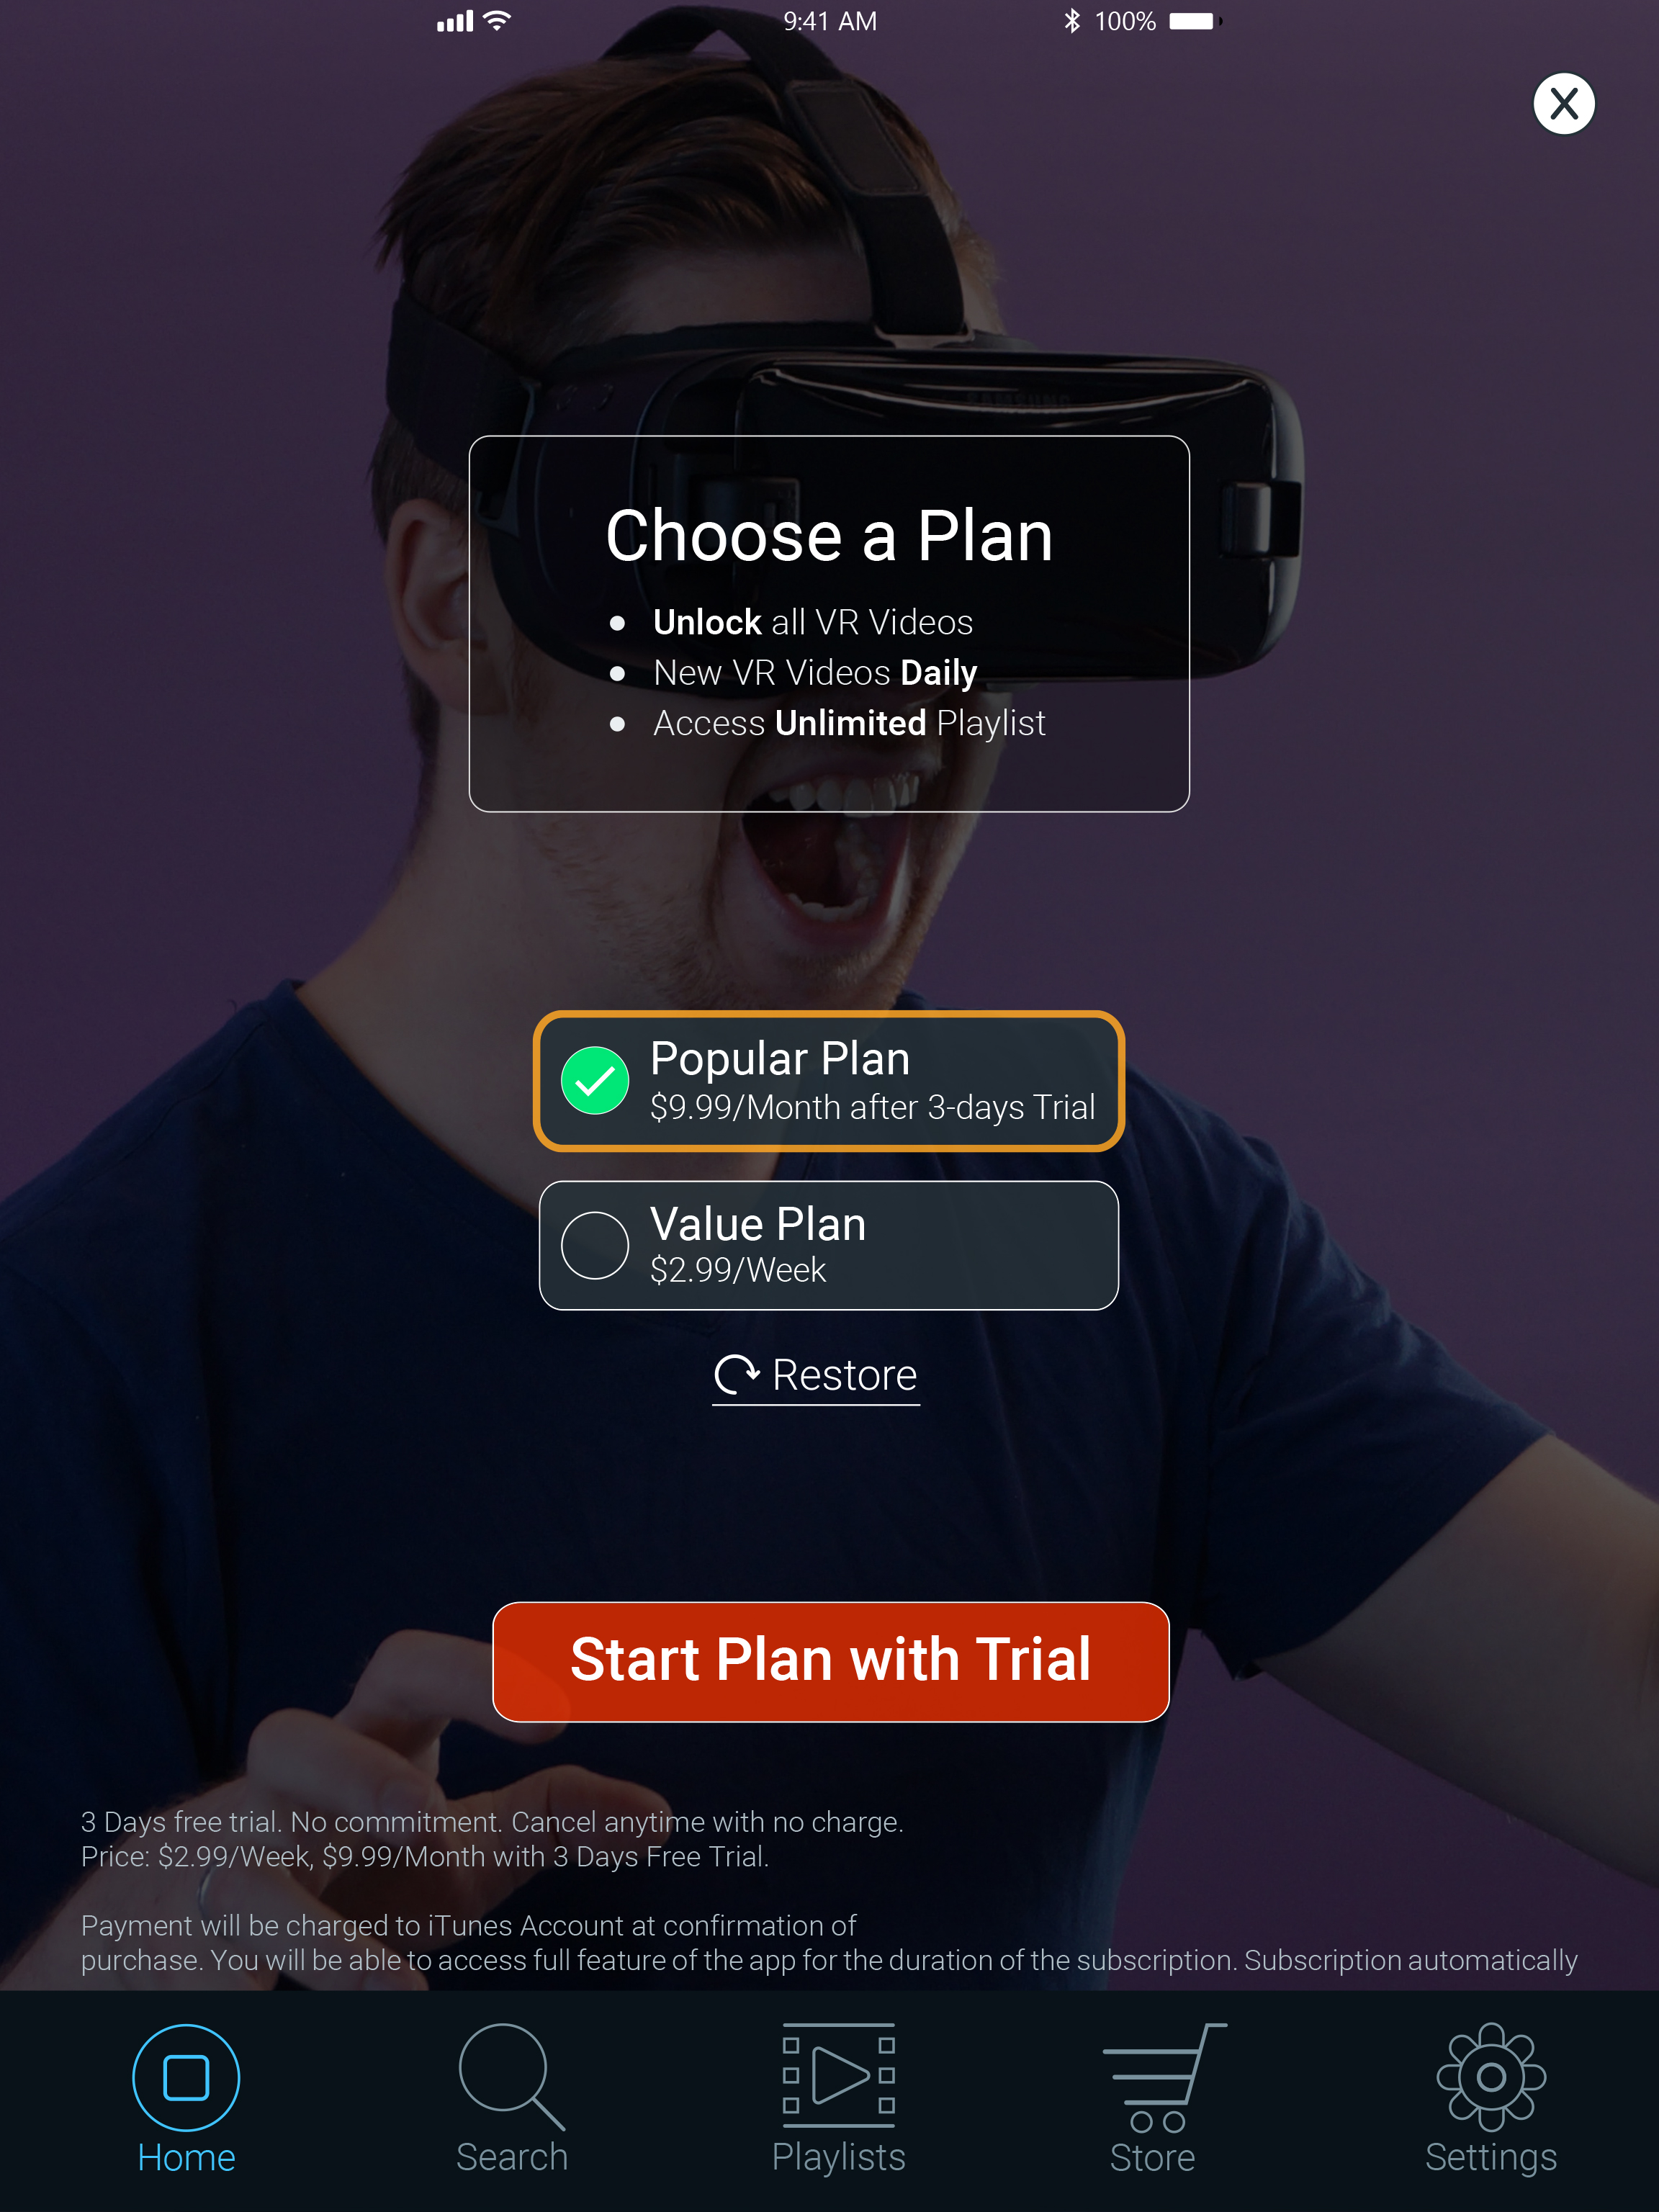 9:41 AM
100%
X
SAMSUNG
Choose a Plan
Unlock all VR Videos
New VR Videos Daily
Access Unlimited Playlist
Popular Plan
$9.99/Month after 3-days Trial
Value Plan
$2.99/Week
Restore
Start Plan with Trial
3 Days free trial. No commitment. Cancel anytime with no charge.
Price: $2.99/Week, $9.99/Month with 3 Days Free Trial.
Payment will be charged to iTunes Account at confirmation of
purchase. You will be able to access full feature of the app for the duration of the subscription. Subscription automatically
Home
Search
Playlists
Store
Settings